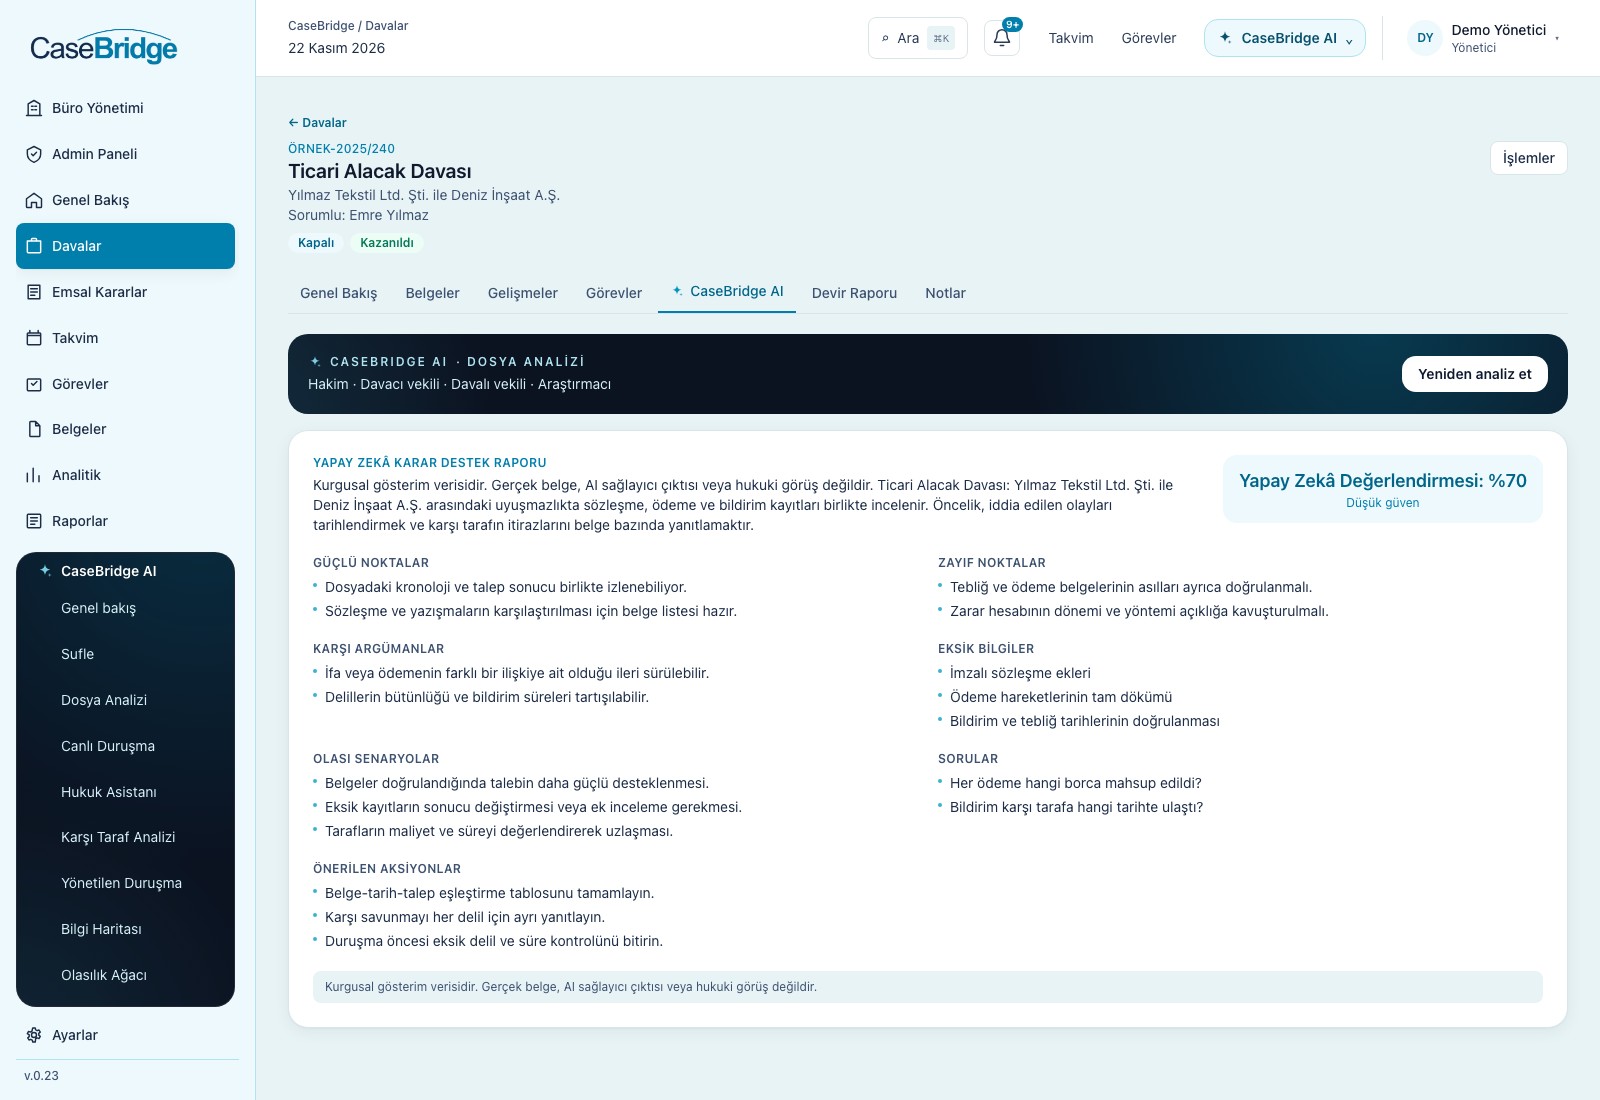 CaseBridge
Büro Yönetimi
Admin Paneli
Genel Bakış
Davalar
Emsal Kararlar
Takvim
Görevler
Belgeler
Analitik
Raporlar
CaseBridge AI
Genel bakış
Sufle
Dosya Analizi
Canlı Duruşma
Hukuk Asistanı
Karşı Taraf Analizi
Yönetilen Duruşma
Bilgi Haritası
Olasılık Ağacı
Ayarlar
v.0.23
CaseBridge / Davalar
22 Kasım 2026
Ara ⌘K
9+
Takvim
Görevler
CaseBridge AI
DY
Demo Yönetici
Yönetici
← Davalar
ÖRNEK-2025/240
Ticari Alacak Davası
Yılmaz Tekstil Ltd. Şti. ile Deniz İnşaat A.Ş.
Sorumlu: Emre Yılmaz
Kapalı Kazanıldı
İşlemler
Genel Bakış Belgeler Gelişmeler Görevler CaseBridge AI Devir Raporu Notlar
CASEBRIDGE AI · DOSYA ANALİZİ
Hakim · Davacı vekili · Davalı vekili · Araştırmacı
Yeniden analiz et
YAPAY ZEKÂ KARAR DESTEK RAPORU
Kurgusal gösterim verisidir. Gerçek belge, AI sağlayıcı çıktısı veya hukuki görüş değildir. Ticari Alacak Davası: Yılmaz Tekstil Ltd. Şti. ile
Deniz İnşaat A.Ş. arasındaki uyuşmazlıkta sözleşme, ödeme ve bildirim kayıtları birlikte incelenir. Öncelik, iddia edilen olayları
tarihlendirmek ve karşı tarafın itirazlarını belge bazında yanıtlamaktır.
Yapay Zekâ Değerlendirmesi: %70
Düşük güven
GÜÇLÜ NOKTALAR
• Dosyadaki kronoloji ve talep sonucu birlikte izlenebiliyor.
• Sözleşme ve yazışmaların karşılaştırılması için belge listesi hazır.
ZAYIF NOKTALAR
• Tebliğ ve ödeme belgelerinin asılları ayrıca doğrulanmalı.
• Zarar hesabının dönemi ve yöntemi açıklığa kavuşturulmalı.
KARŞI ARGÜMANLAR
• İfa veya ödemenin farklı bir ilişkiye ait olduğu ileri sürülebilir.
• Delillerin bütünlüğü ve bildirim süreleri tartışılabilir.
EKSİK BİLGİLER
• İmzalı sözleşme ekleri
• Ödeme hareketlerinin tam dökümü
• Bildirim ve tebliğ tarihlerinin doğrulanması
OLASI SENARYOLAR
• Belgeler doğrulandığında talebin daha güçlü desteklenmesi.
• Eksik kayıtların sonucu değiştirmesi veya ek inceleme gerekmesi.
• Tarafların maliyet ve süreyi değerlendirerek uzlaşması.
SORULAR
• Her ödeme hangi borca mahsup edildi?
• Bildirim karşı tarafa hangi tarihte ulaştı?
ÖNERİLEN AKSİYONLAR
• Belge-tarih-talep eşleştirme tablosunu tamamlayın.
• Karşı savunmayı her delil için ayrı yanıtlayın.
• Duruşma öncesi eksik delil ve süre kontrolünü bitirin.
Kurgusal gösterim verisidir. Gerçek belge, AI sağlayıcı çıktısı veya hukuki görüş değildir.